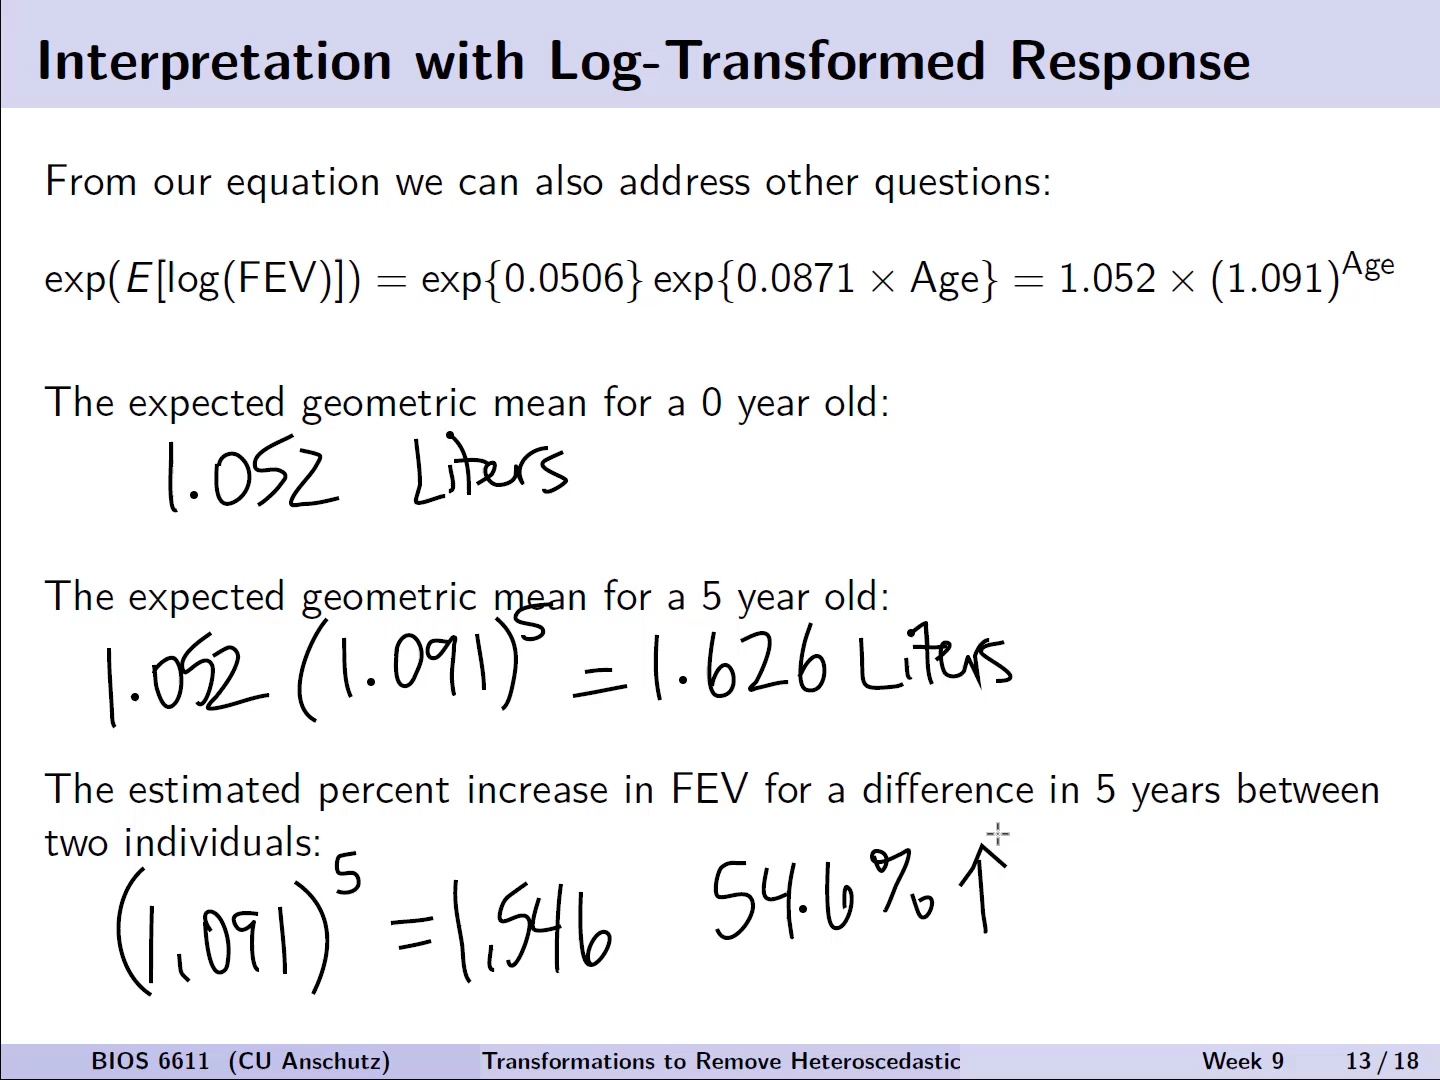 Interpretation with Log-Transformed Response
From our equation we can also address other questions:
exp(E[log(FEV)]) = exp{0.0506} exp{0.0871 × Age} = 1.052 × (1.091)^Age
The expected geometric mean for a 0 year old:
1.052 Liters
The expected geometric mean for a 5 year old:
1.052 (1.091)^5 = 1.626 Liters
The estimated percent increase in FEV for a difference in 5 years between
two individuals:
(1.091)^5 = 1.546 54.6% ↑
BIOS 6611 (CU Anschutz) Transformations to Remove Heteroscedastic Week 9 13 / 18